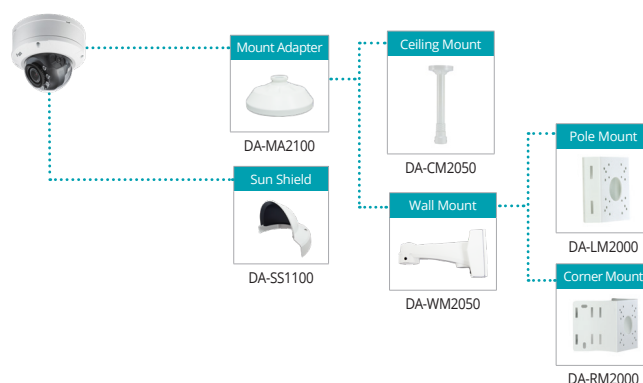 Mount Adapter
DA-MA2100
Sun Shield
DA-SS1100
Ceiling Mount
DA-CM2050
Wall Mount
DA-WM2050
Pole Mount
DA-LM2000
Corner Mount
DA-RM2000